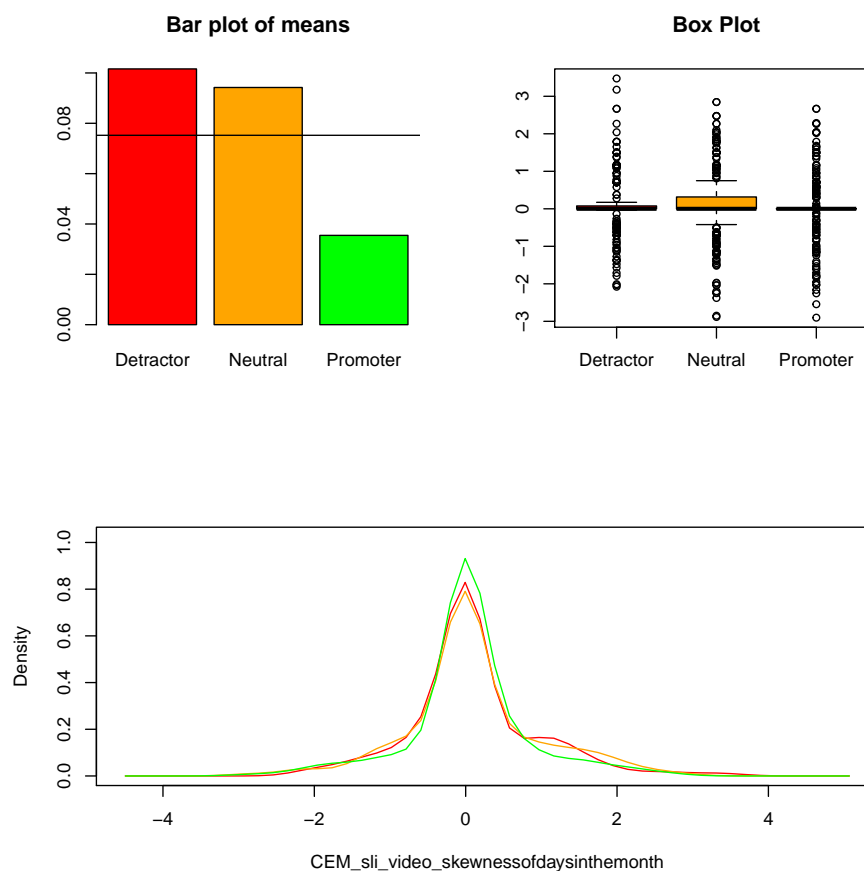 Bar plot of means
0.00
0.04
0.08
Detractor Neutral Promoter
Box Plot
3
2
1
0
−1
−2
−3
Detractor Neutral Promoter
Density
1.0
0.8
0.6
0.4
0.2
0.0
−4 −2 0 2 4
CEM_sli_video_skewnessofdaysinthemonth